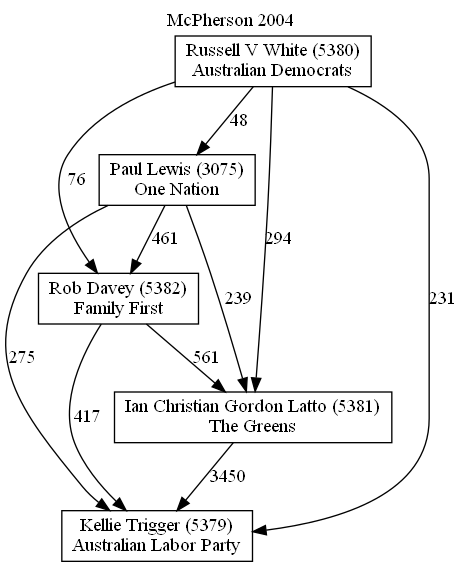 McPherson 2004
Russell V White (5380)
Australian Democrats
48
Paul Lewis (3075)
One Nation
76
461
294
Rob Davey (5382)
Family First
239
231
275
561
417
Ian Christian Gordon Latto (5381)
The Greens
3450
Kellie Trigger (5379)
Australian Labor Party